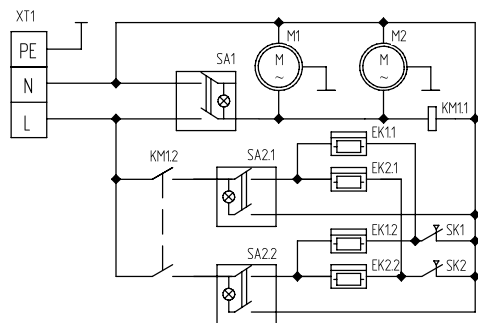 XT1
PE
N
L
SA1
M1
M
~
M2
M
~
KM1.1
KM1.2
SA2.1
EK1.1
EK2.1
SA2.2
EK1.2
EK2.2
SK1
SK2